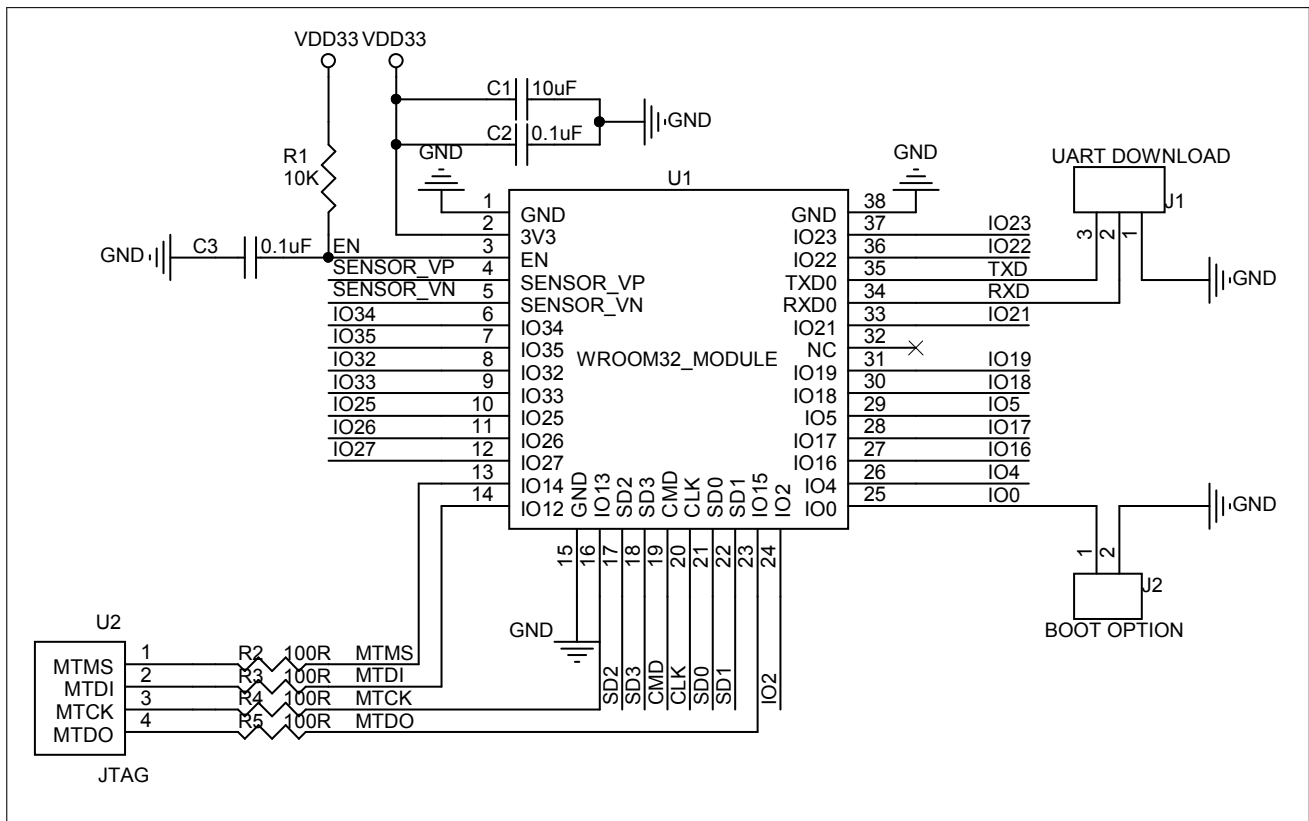 VDD33 VDD33
C1 10uF
GND
C2 0.1uF
GND
R1
10K
GND C3 0.1uF
U1
GND
UART DOWNLOAD
J1
3 2 1
GND
WROOM32_MODULE
1 GND
2 3V3
EN 3 EN
SENSOR_VP 4 SENSOR_VP
SENSOR_VN 5 SENSOR_VN
IO34 6 IO34
IO35 7 IO35
IO32 8 IO32
IO33 9 IO33
IO25 10 IO25
IO26 11 IO26
IO27 12 IO27
13 IO14
14 IO12
GND 38
IO23 37 IO23
IO22 36 IO22
TXD0 35 TXD
RXD0 34 RXD
IO21 33 IO21
NC 32
IO19 31 IO19
IO18 30 IO18
IO5 29 IO5
IO17 28 IO17
IO16 27 IO16
IO4 26 IO4
IO0 25 IO0
GND
1 2
J2
BOOT OPTION
GND IO13 SD2 SD3 CMD CLK SD0 SD1 IO15 IO2
15 16 17 18 19 20 21 22 23 24
GND
SD2 SD3 CMD CLK SD0 SD1 IO2
U2
MTMS 1 R2 100R MTMS
MTDI 2 R3 100R MTDI
MTCK 3 R4 100R MTCK
MTDO 4 R5 100R MTDO
JTAG